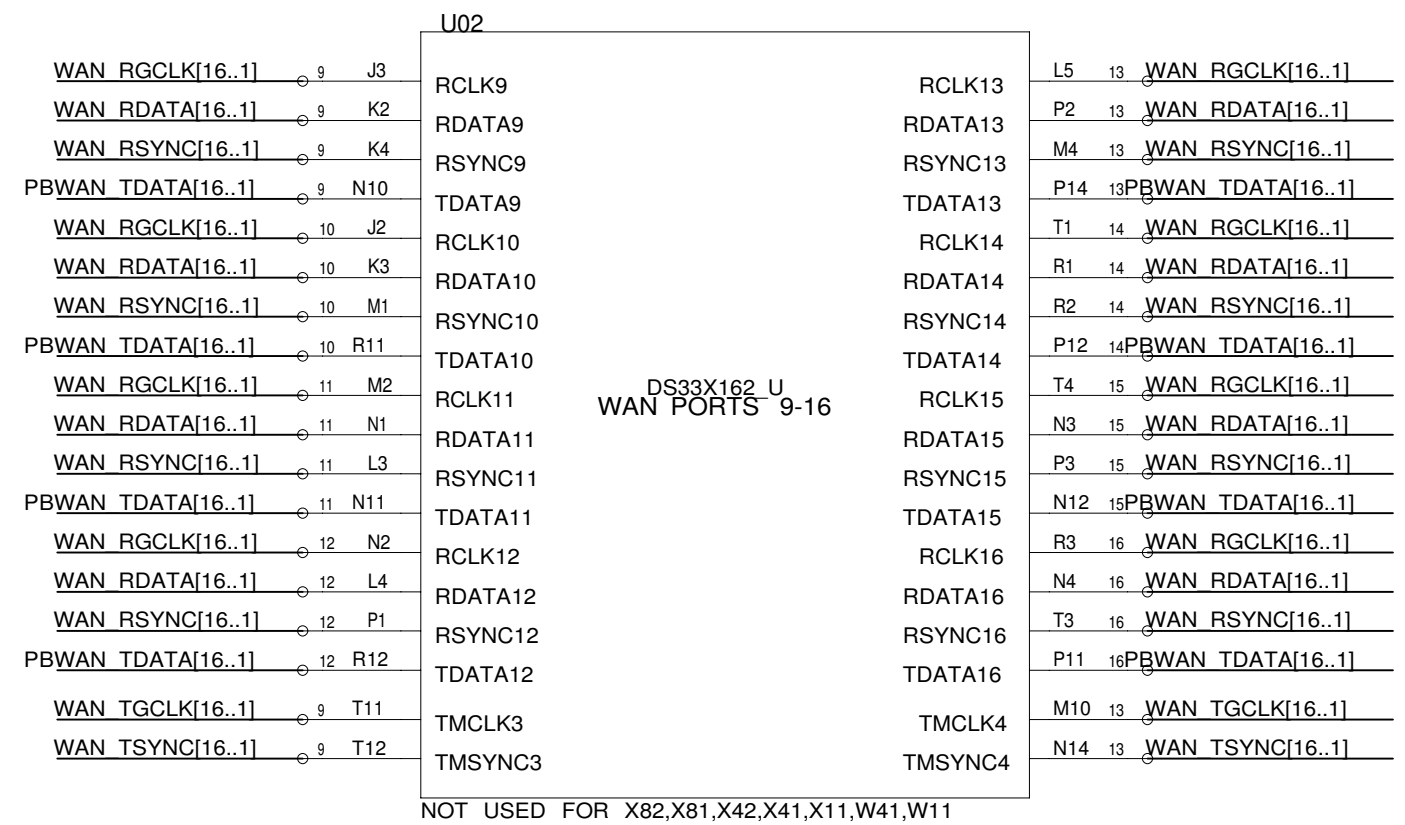 U02
WAN_RGCLK[16..1] 9 J3 RCLK9 RCLK13 L5 13 WAN_RGCLK[16..1]
WAN_RDATA[16..1] 9 K2 RDATA9 RDATA13 P2 13 WAN_RDATA[16..1]
WAN_RSYNC[16..1] 9 K4 RSYNC9 RSYNC13 M4 13 WAN_RSYNC[16..1]
PBWAN_TDATA[16..1] 9 N10 TDATA9 TDATA13 P14 13 PBWAN_TDATA[16..1]
WAN_RGCLK[16..1] 10 J2 RCLK10 RCLK14 T1 14 WAN_RGCLK[16..1]
WAN_RDATA[16..1] 10 K3 RDATA10 RDATA14 R1 14 WAN_RDATA[16..1]
WAN_RSYNC[16..1] 10 M1 RSYNC10 RSYNC14 R2 14 WAN_RSYNC[16..1]
PBWAN_TDATA[16..1] 10 R11 TDATA10 TDATA14 P12 14 PBWAN_TDATA[16..1]
DS33X162_U
WAN_RGCLK[16..1] 11 M2 RCLK11 WAN PORTS 9-16 RCLK15 T4 15 WAN_RGCLK[16..1]
WAN_RDATA[16..1] 11 N1 RDATA11 RDATA15 N3 15 WAN_RDATA[16..1]
WAN_RSYNC[16..1] 11 L3 RSYNC11 RSYNC15 P3 15 WAN_RSYNC[16..1]
PBWAN_TDATA[16..1] 11 N11 TDATA11 TDATA15 N12 15 PBWAN_TDATA[16..1]
WAN_RGCLK[16..1] 12 N2 RCLK12 RCLK16 R3 16 WAN_RGCLK[16..1]
WAN_RDATA[16..1] 12 L4 RDATA12 RDATA16 N4 16 WAN_RDATA[16..1]
WAN_RSYNC[16..1] 12 P1 RSYNC12 RSYNC16 T3 16 WAN_RSYNC[16..1]
PBWAN_TDATA[16..1] 12 R12 TDATA12 TDATA16 P11 16 PBWAN_TDATA[16..1]
WAN_TGCLK[16..1] 9 T11 TMCLK3 TMCLK4 M10 13 WAN_TGCLK[16..1]
WAN_TSYNC[16..1] 9 T12 TMSYNC3 TMSYNC4 N14 13 WAN_TSYNC[16..1]
NOT USED FOR X82,X81,X42,X41,X11,W41,W11